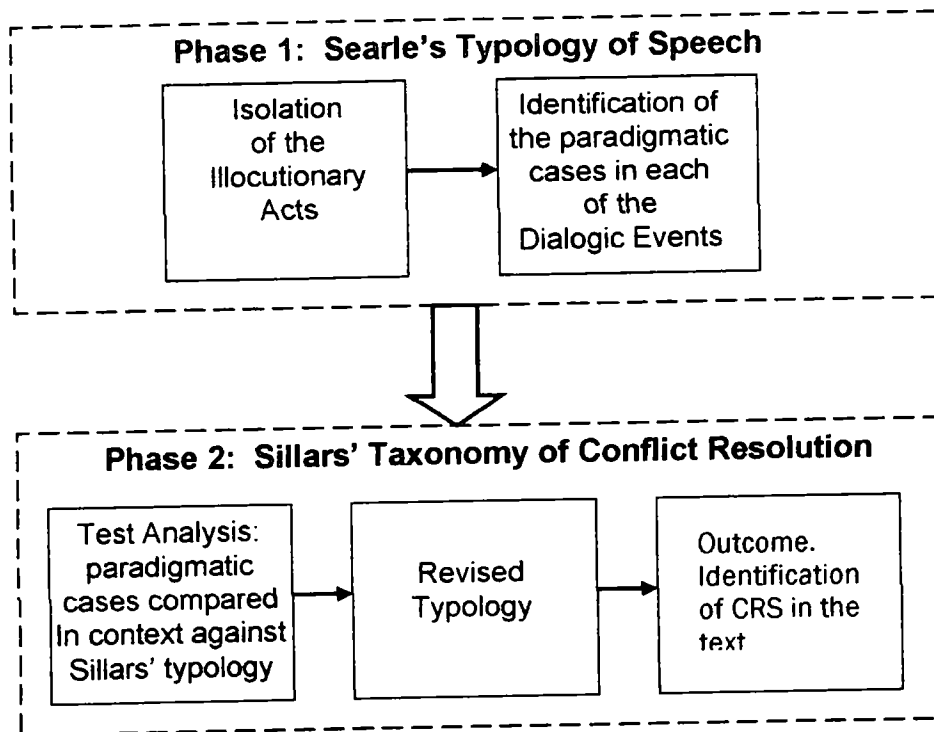 Phase 1: Searle's Typology of Speech
Isolation
of the
Illocutionary
Acts
Identification of
the paradigmatic
cases in each
of the
Dialogic Events
Phase 2: Sillars' Taxonomy of Conflict Resolution
Test Analysis:
paradigmatic
cases compared
In context against
Sillars' typology
Revised
Typology
Outcome.
Identification
of CRS in the
text